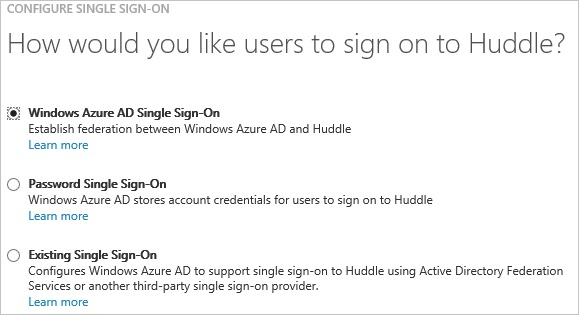 CONFIGURE SINGLE SIGN-ON
How would you like users to sign on to Huddle?
Windows Azure AD Single Sign-On
Establish federation between Windows Azure AD and Huddle
Learn more
Password Single Sign-On
Windows Azure AD stores account credentials for users to sign on to Huddle
Learn more
Existing Single Sign-On
Configures Windows Azure AD to support single sign-on to Huddle using Active Directory Federation
Services or another third-party single sign-on provider.
Learn more